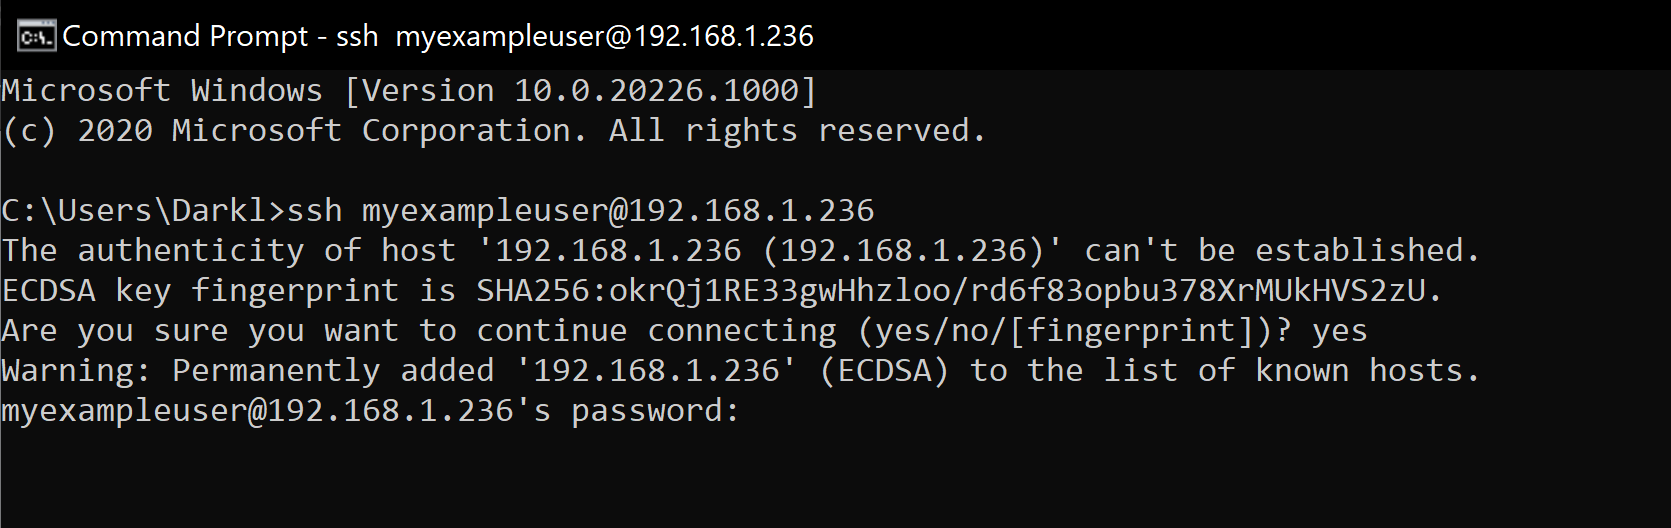 Command Prompt - ssh  myexampleuser@192.168.1.236
Microsoft Windows [Version 10.0.20226.1000]
(c) 2020 Microsoft Corporation. All rights reserved.
C:\Users\Darkl>ssh myexampleuser@192.168.1.236
The authenticity of host '192.168.1.236 (192.168.1.236)' can't be established.
ECDSA key fingerprint is SHA256:okrQj1RE33gwHhzloo/rd6f83opbu378XrMUkHVS2zU.
Are you sure you want to continue connecting (yes/no/[fingerprint])? yes
Warning: Permanently added '192.168.1.236' (ECDSA) to the list of known hosts.
myexampleuser@192.168.1.236's password: